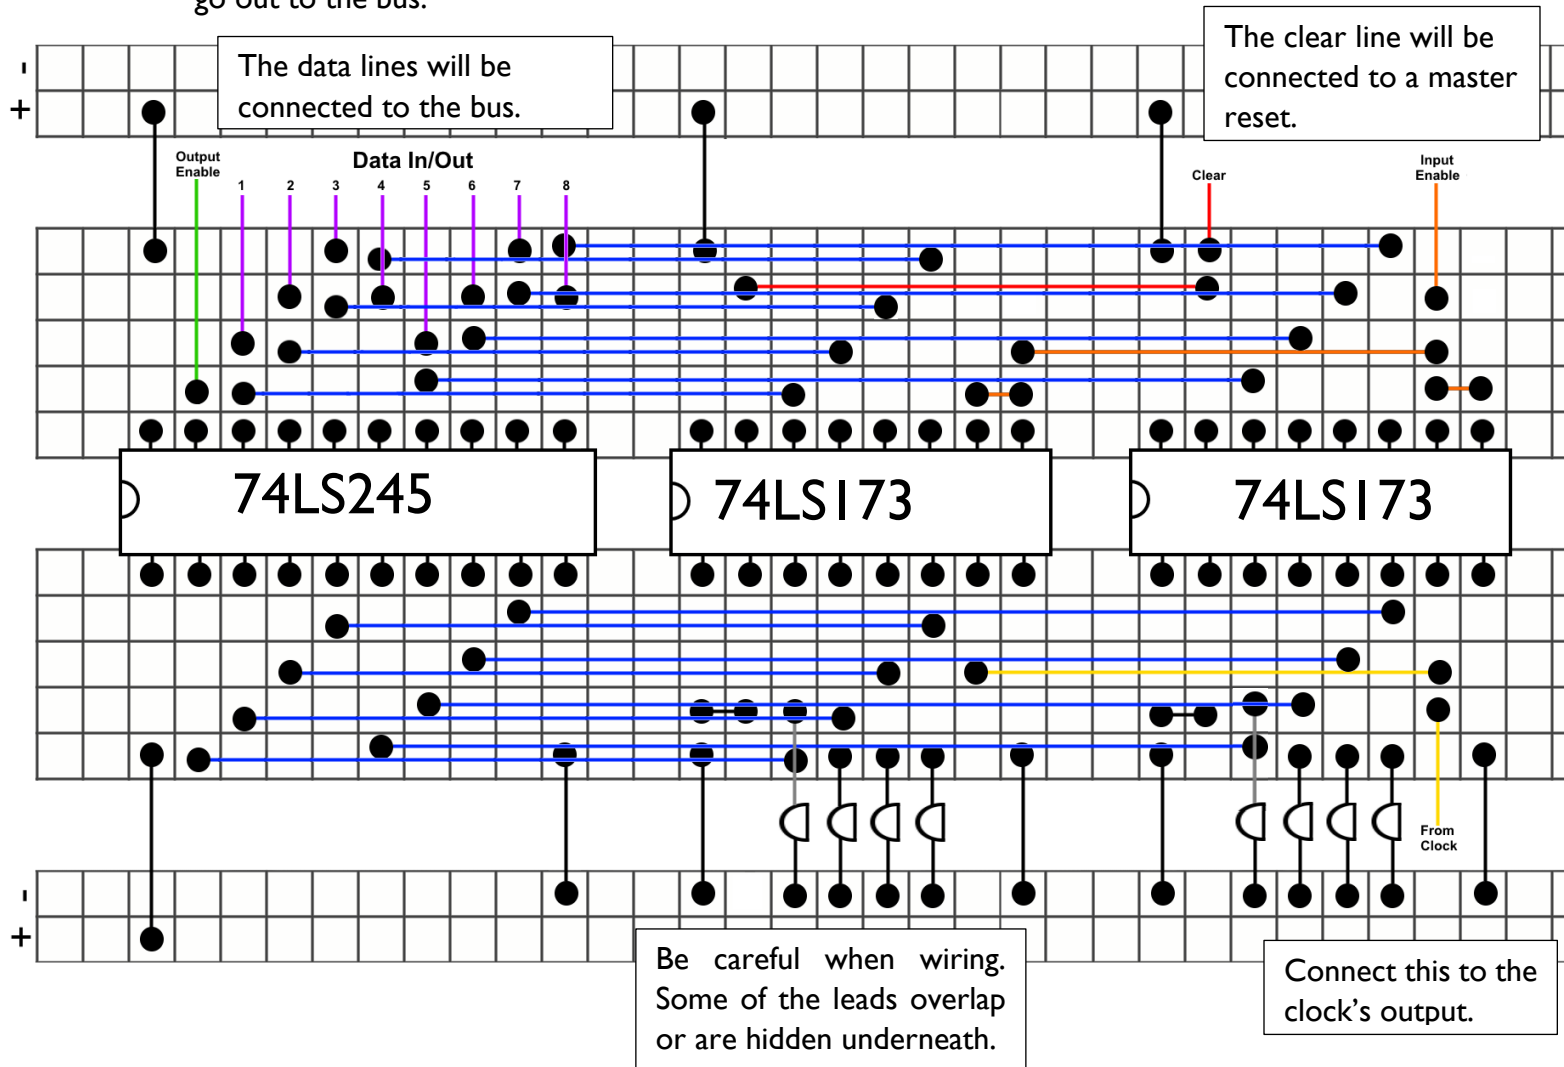 go out to the bus.
The data lines will be
connected to the bus.
The clear line will be
connected to a master
reset.
-
+
Output
Enable
Data In/Out
1 2 3 4 5 6 7 8
Clear
Input
Enable
74LS245
74LS173
74LS173
From
Clock
-
+
Be careful when wiring.
Some of the leads overlap
or are hidden underneath.
Connect this to the
clock’s output.